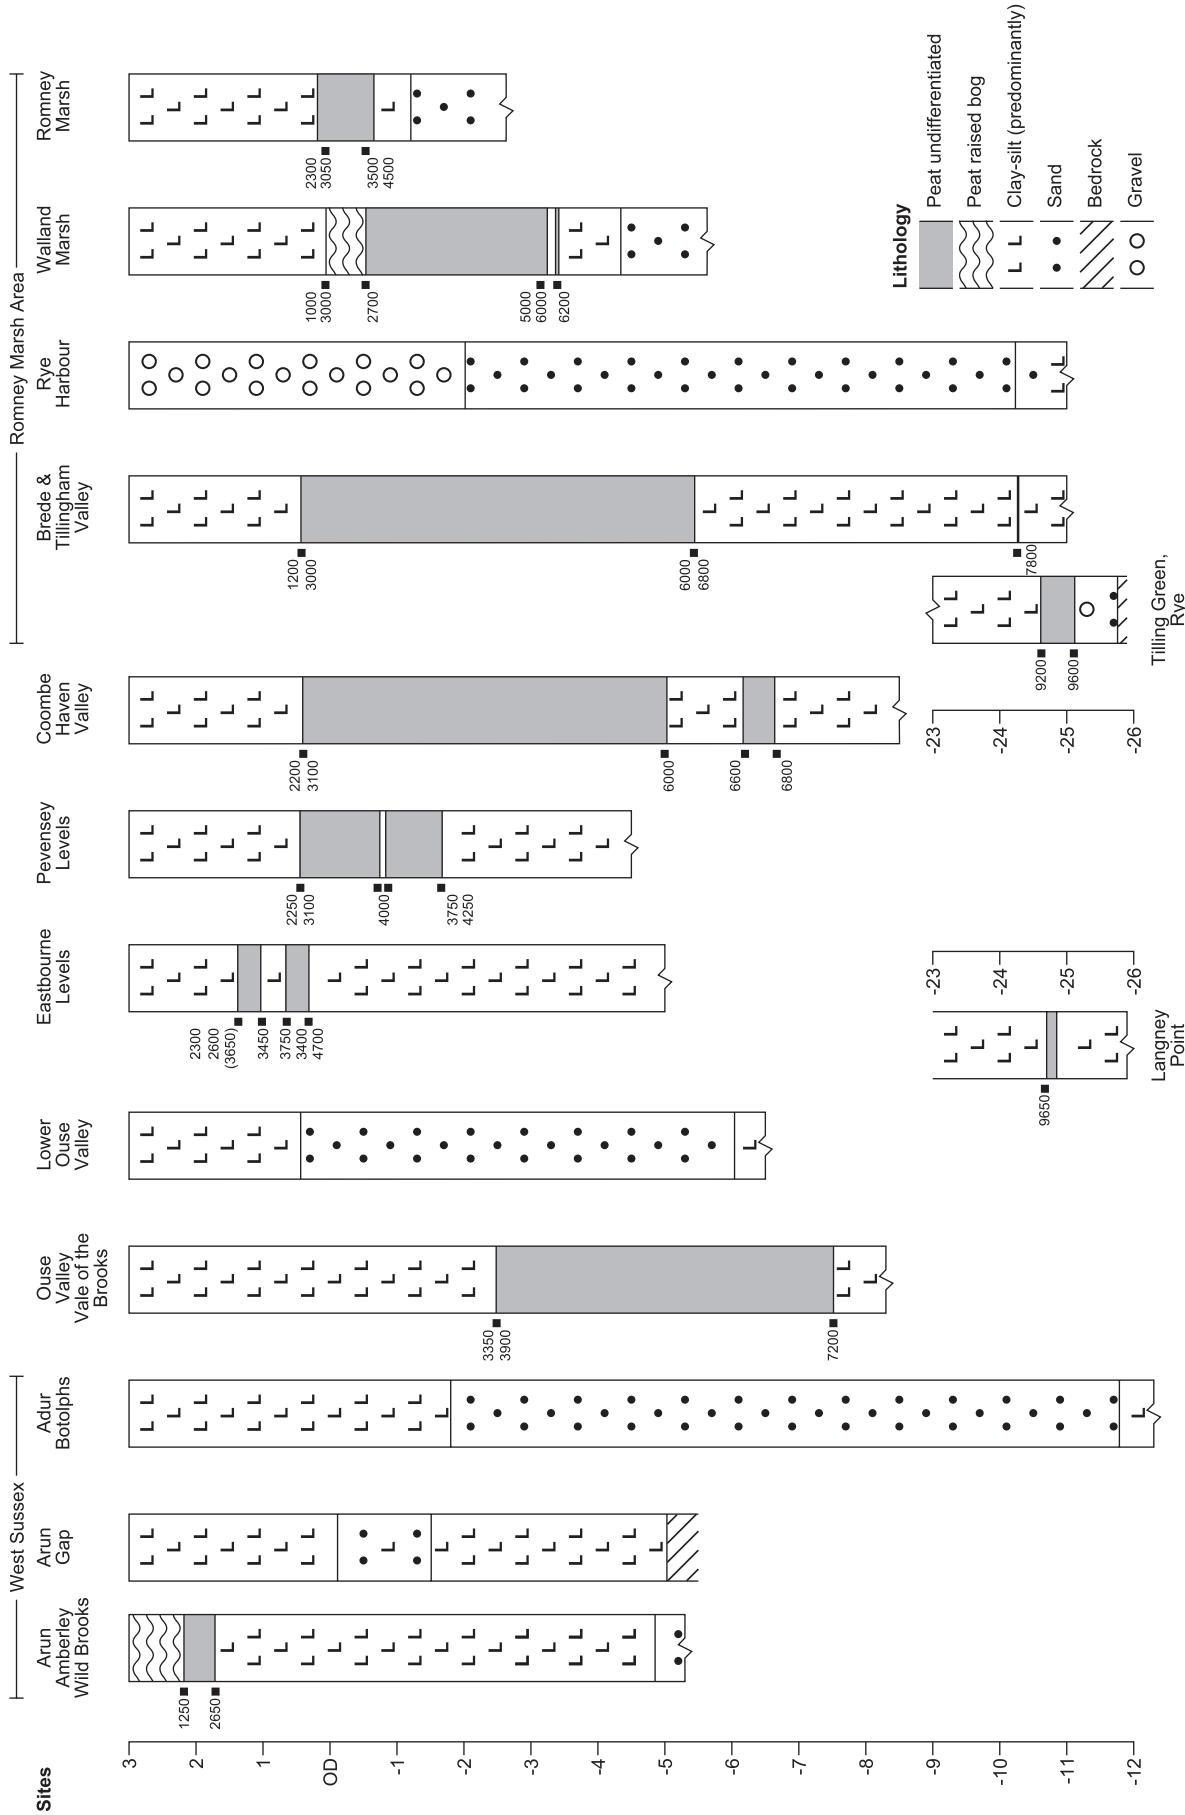 Sites
West Sussex
Romney Marsh Area
Arun
Amberley
Wild Brooks
Arun
Gap
Adur
Botolphs
Ouse
Valley
Vale of the
Brooks
Lower
Ouse
Valley
Eastbourne
Levels
Pevensey
Levels
Coombe
Haven
Valley
Brede &
Tillingham
Valley
Rye
Harbour
Walland
Marsh
Romney
Marsh
3
2
1
OD
-1
-2
-3
-4
-5
-6
-7
-8
-9
-10
-11
-12
1250
2650
3350
3900
7200
2300
2600
(3650)
3450
3750
3400
4700
2250
3100
4000
3750
4250
2200
3100
6000
6600
6800
1200
3000
6000
6800
7800
1000
3000
2700
5000
6000
6200
2300
3050
3500
4500
9650
Langney
Point
-23
-24
-25
-26
-23
-24
-25
-26
9200
9600
Tilling Green,
Rye
Lithology
Peat undifferentiated
Peat raised bog
Clay-silt (predominantly)
Sand
Bedrock
Gravel